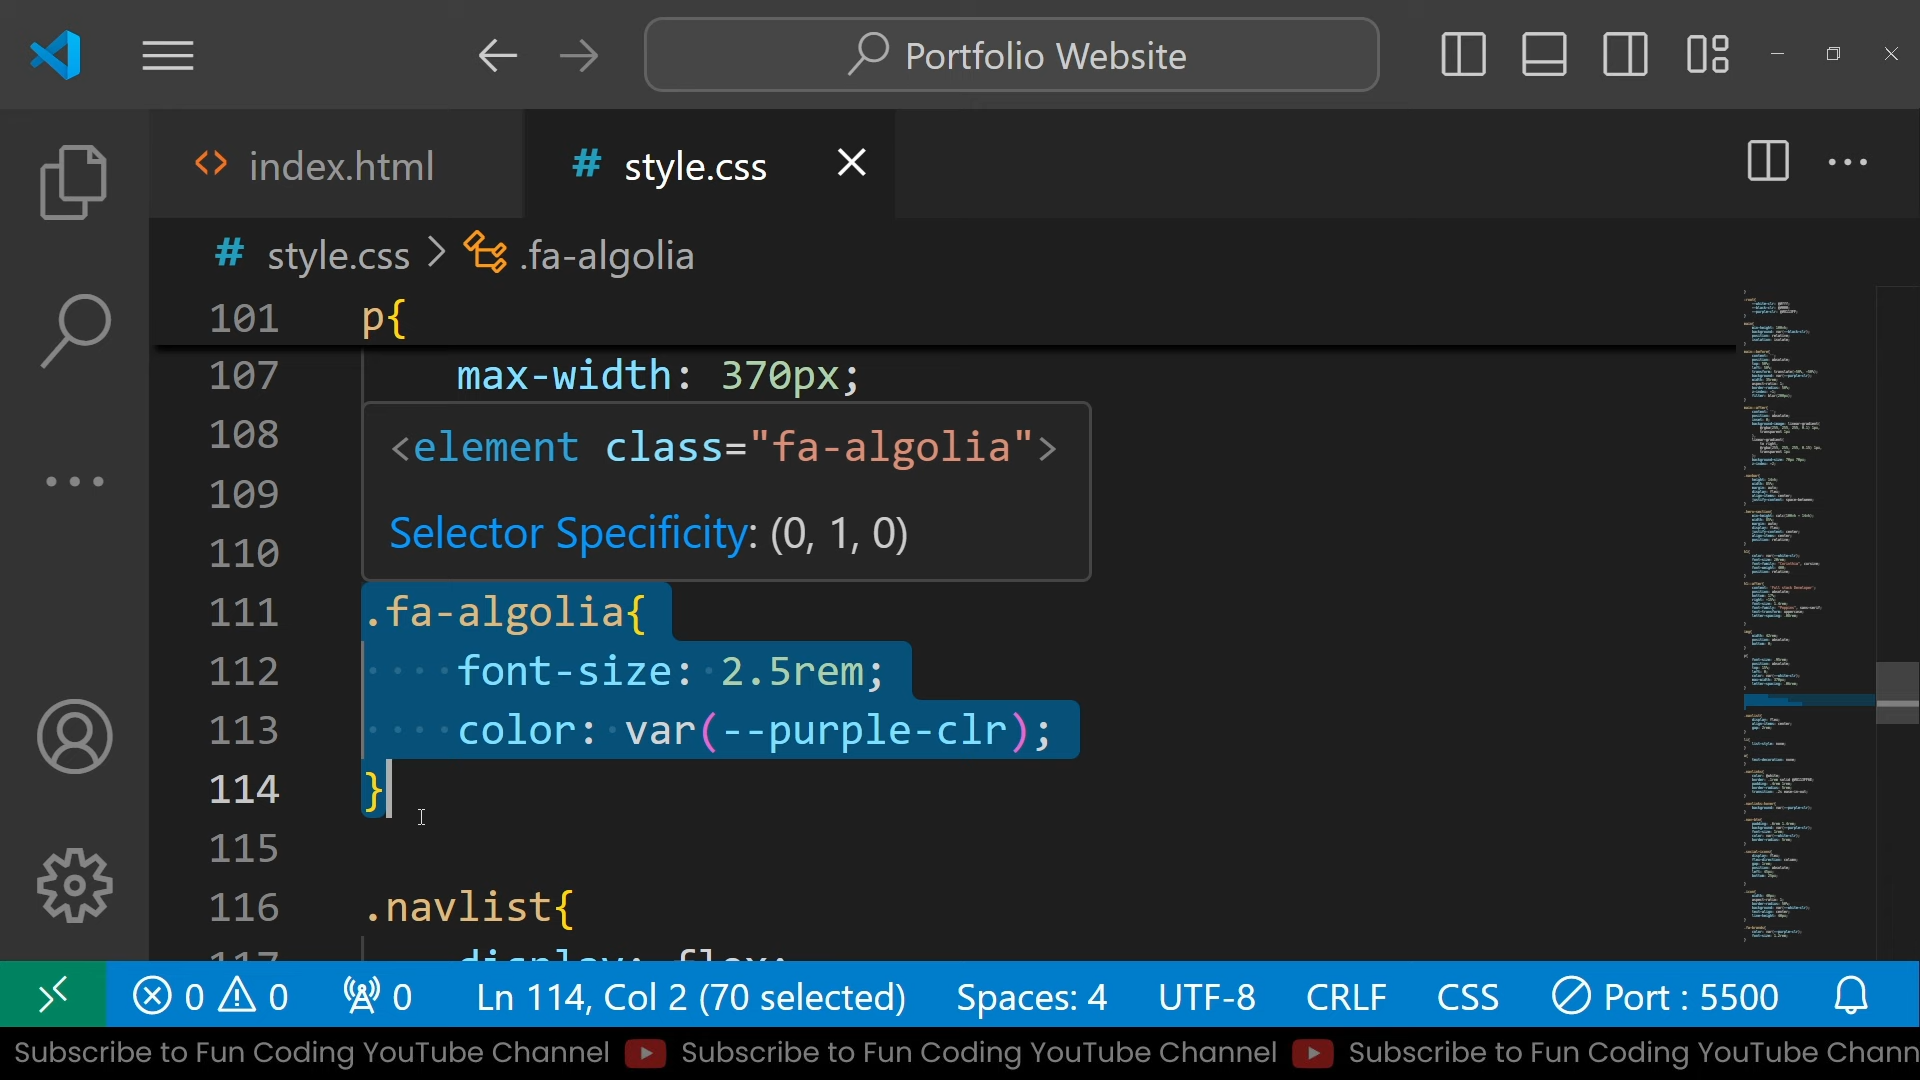 Portfolio Website
index.html
# style.css
# style.css > .fa-algolia
101 p{
107 max-width: 370px;
108
<element class="fa-algolia">
109
Selector Specificity: (0, 1, 0)
110
111 .fa-algolia{
112 font-size: 2.5rem;
113 color: var(--purple-clr);
114 }
115
116 .navlist{
117 display: flex;
0 0 0 Ln 114, Col 2 (70 selected) Spaces: 4 UTF-8 CRLF CSS Port : 5500
Subscribe to Fun Coding YouTube Channel Subscribe to Fun Coding YouTube Channel Subscribe to Fun Coding YouTube Chann